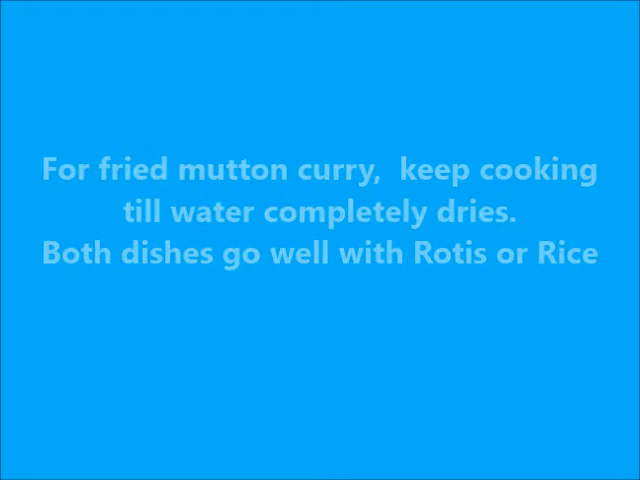 For fried mutton curry,  keep cooking
till water completely dries.
Both dishes go well with Rotis or Rice